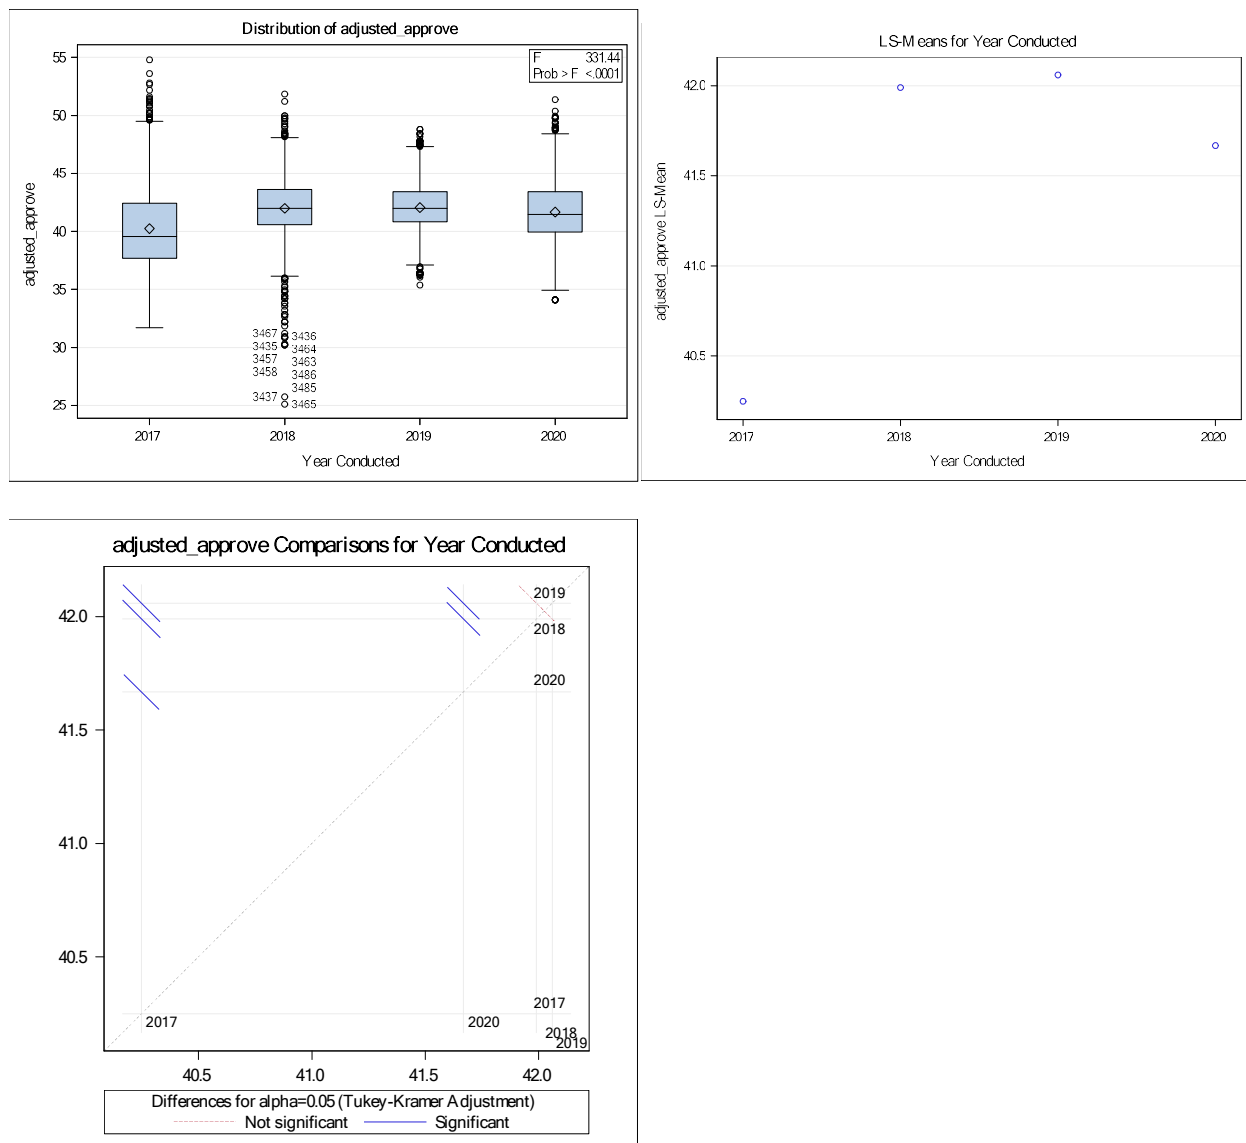 Distribution of adjusted_approve
F 331.44
Prob > F <.0001
55
50
45
40
35
30
25
adjusted_approve
3467 3436
3435 3464
3457 3463
3458 3486
3485
3437 3465
2017 2018 2019 2020
Year Conducted
LS-Means for Year Conducted
42.0
41.5
41.0
40.5
adjusted_approve LS-Mean
2017 2018 2019 2020
Year Conducted
adjusted_approve Comparisons for Year Conducted
42.0
41.5
41.0
40.5
2019
2018
2020
2017
2017 2020 2018
2019
40.5 41.0 41.5 42.0
Differences for alpha=0.05 (Tukey-Kramer Adjustment)
Not significant Significant